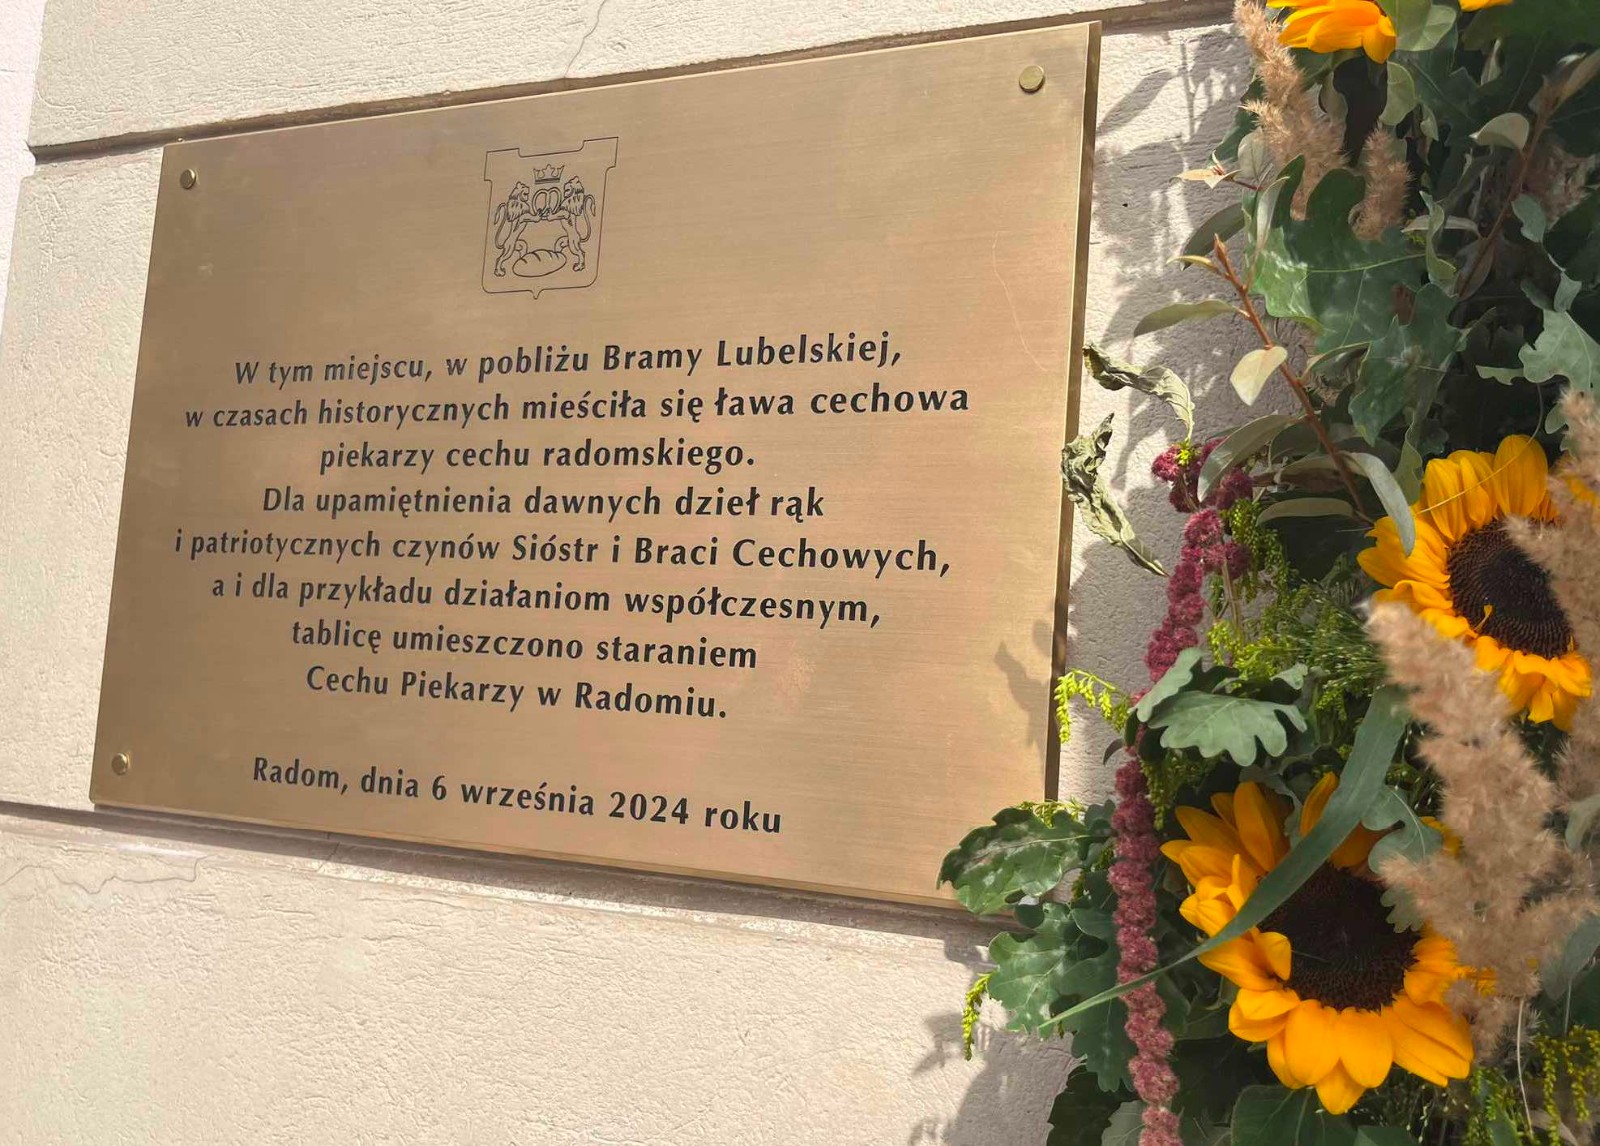 W tym miejscu, w pobliżu Bramy Lubelskiej,
w czasach historycznych mieściła się ława cechowa
piekarzy cechu radomskiego.
Dla upamiętnienia dawnych dzieł rąk
i patriotycznych czynów Sióstr i Braci Cechowych,
a i dla przykładu działaniom współczesnym,
tablicę umieszczono staraniem
Cechu Piekarzy w Radomiu.
Radom, dnia 6 września 2024 roku